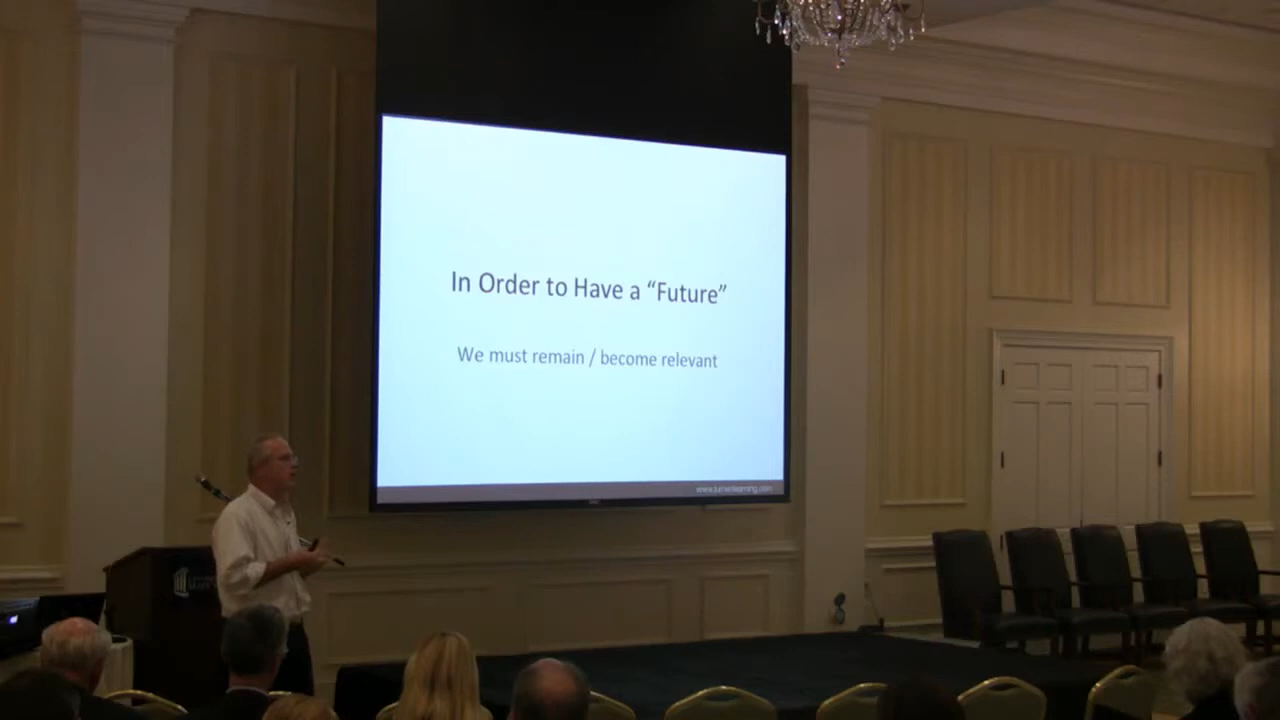 In Order to Have a “Future”
We must remain / become relevant